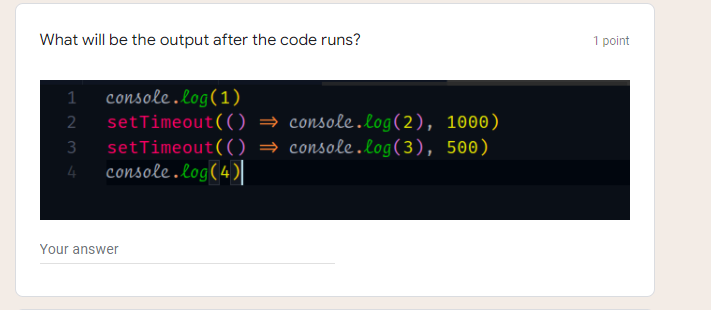 What will be the output after the code runs?
1 point
1 console.log(1)
2 setTimeout(() => console.log(2), 1000)
3 setTimeout(() => console.log(3), 500)
4 console.log(4)
Your answer